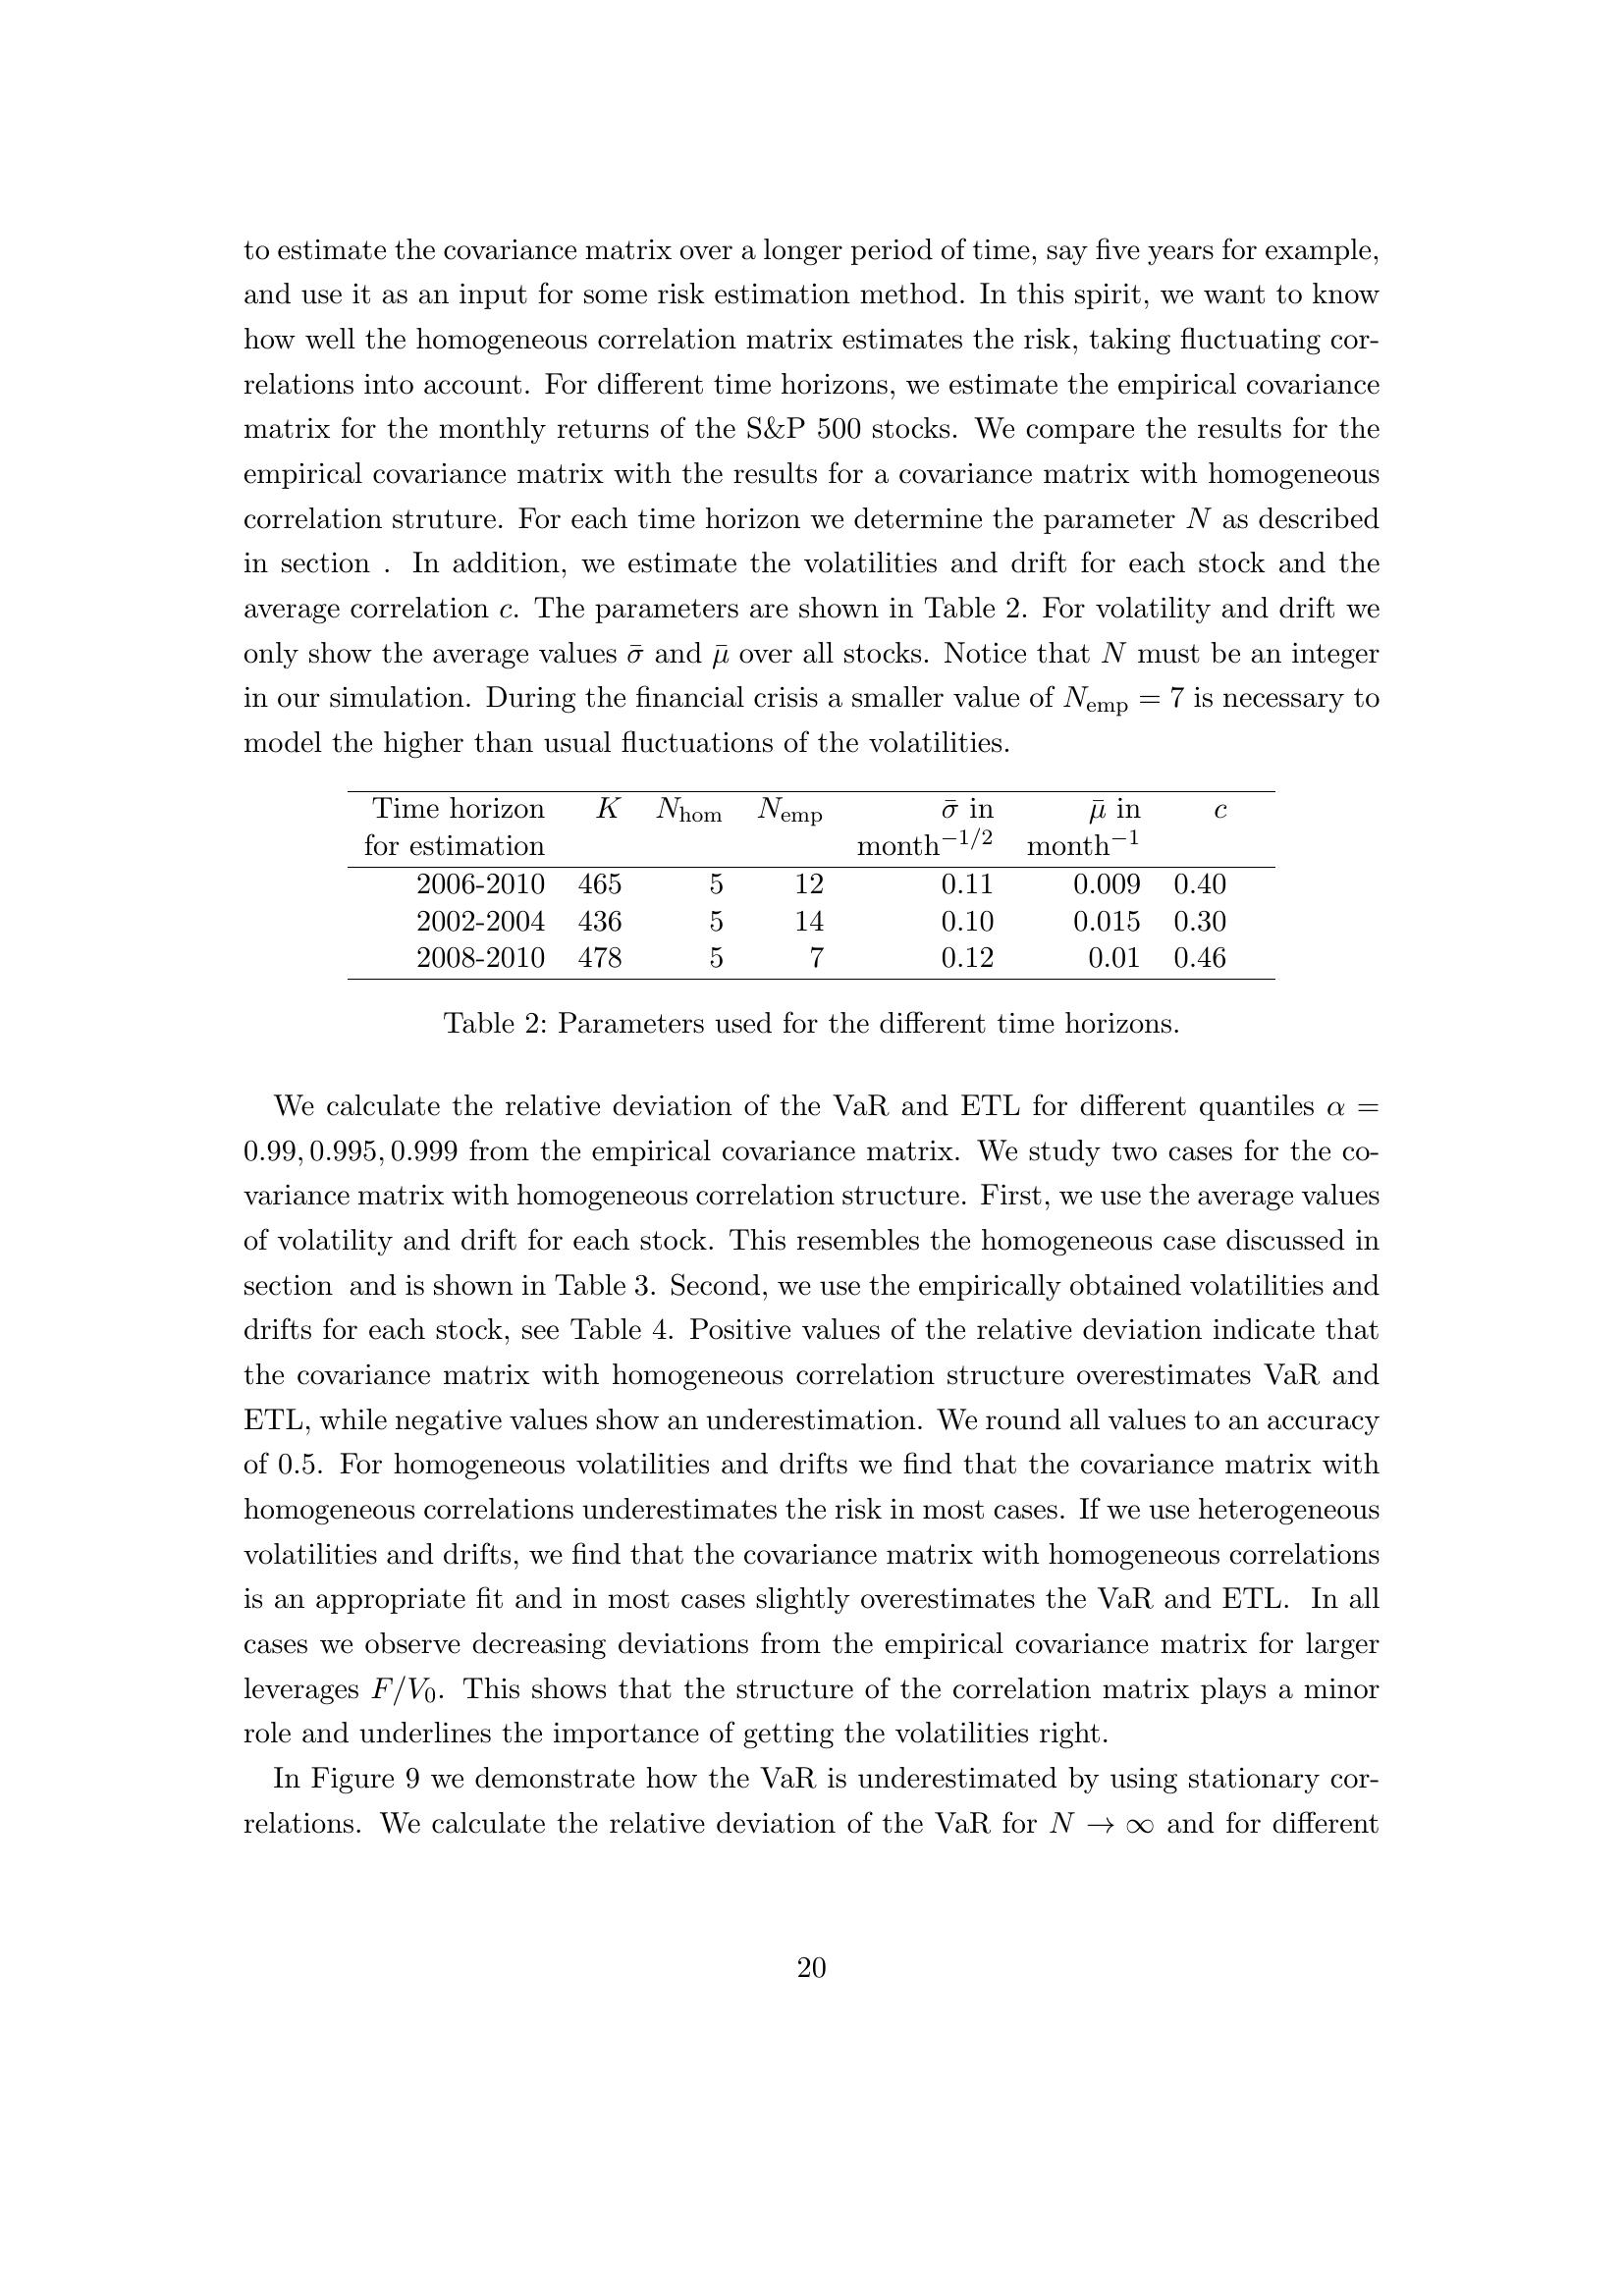 to estimate the covariance matrix over a longer period of time, say five years for example,
and use it as an input for some risk estimation method. In this spirit, we want to know
how well the homogeneous correlation matrix estimates the risk, taking fluctuating cor-
relations into account. For different time horizons, we estimate the empirical covariance
matrix for the monthly returns of the S&P 500 stocks. We compare the results for the
empirical covariance matrix with the results for a covariance matrix with homogeneous
correlation struture. For each time horizon we determine the parameter N as described
in section . In addition, we estimate the volatilities and drift for each stock and the
average correlation c. The parameters are shown in Table 2. For volatility and drift we
only show the average values σ̄ and μ̄ over all stocks. Notice that N must be an integer
in our simulation. During the financial crisis a smaller value of N_emp = 7 is necessary to
model the higher than usual fluctuations of the volatilities.
Time horizon K N_hom N_emp σ̄ in μ̄ in c
for estimation month^{−1/2} month^{−1}
2006-2010 465 5 12 0.11 0.009 0.40
2002-2004 436 5 14 0.10 0.015 0.30
2008-2010 478 5 7 0.12 0.01 0.46
Table 2: Parameters used for the different time horizons.
We calculate the relative deviation of the VaR and ETL for different quantiles α =
0.99, 0.995, 0.999 from the empirical covariance matrix. We study two cases for the co-
variance matrix with homogeneous correlation structure. First, we use the average values
of volatility and drift for each stock. This resembles the homogeneous case discussed in
section and is shown in Table 3. Second, we use the empirically obtained volatilities and
drifts for each stock, see Table 4. Positive values of the relative deviation indicate that
the covariance matrix with homogeneous correlation structure overestimates VaR and
ETL, while negative values show an underestimation. We round all values to an accuracy
of 0.5. For homogeneous volatilities and drifts we find that the covariance matrix with
homogeneous correlations underestimates the risk in most cases. If we use heterogeneous
volatilities and drifts, we find that the covariance matrix with homogeneous correlations
is an appropriate fit and in most cases slightly overestimates the VaR and ETL. In all
cases we observe decreasing deviations from the empirical covariance matrix for larger
leverages F/V_0. This shows that the structure of the correlation matrix plays a minor
role and underlines the importance of getting the volatilities right.
In Figure 9 we demonstrate how the VaR is underestimated by using stationary cor-
relations. We calculate the relative deviation of the VaR for N → ∞ and for different
20